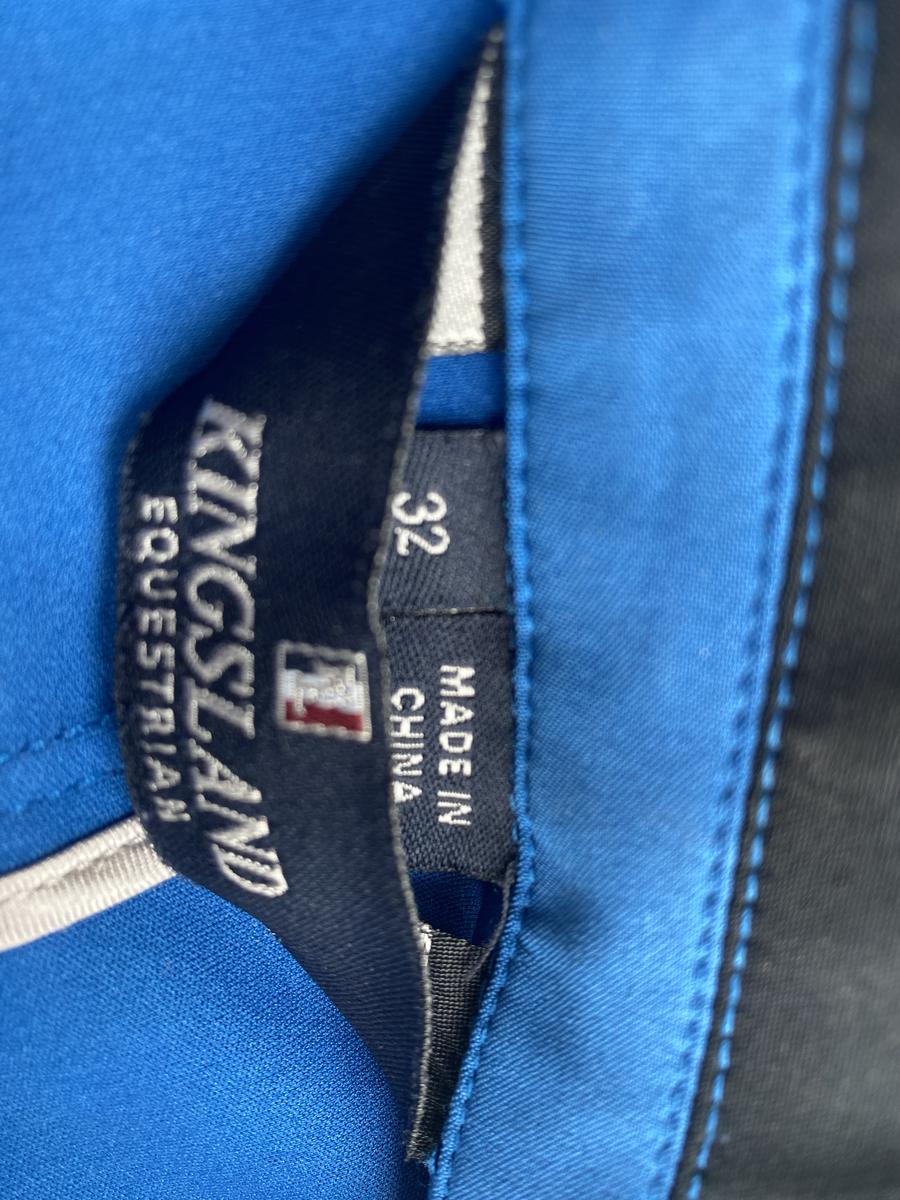 KINGSLAND
EQUESTRIAN
32
MADE IN
CHINA